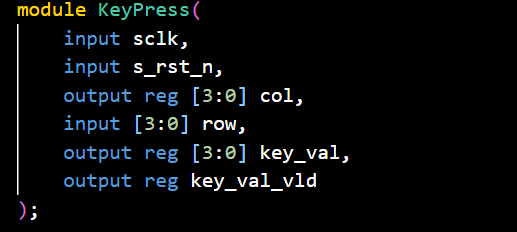 module KeyPress(
    input sclk,
    input s_rst_n,
    output reg [3:0] col,
    input [3:0] row,
    output reg [3:0] key_val,
    output reg key_val_vld
);